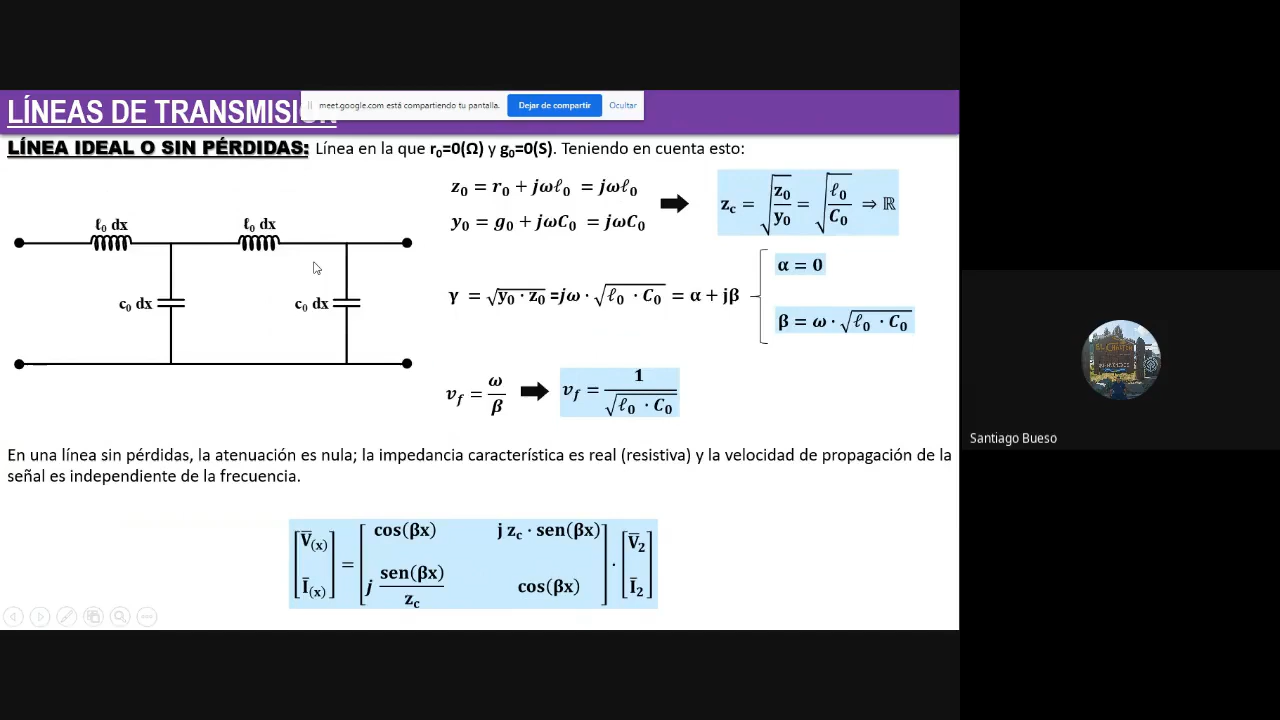 LÍNEAS DE TRANSMISIÓN
meet.google.com está compartiendo tu pantalla.
Dejar de compartir
Ocultar
LÍNEA IDEAL O SIN PÉRDIDAS: Línea en la que r₀=0(Ω) y g₀=0(S). Teniendo en cuenta esto:
z₀ = r₀ + jωℓ₀ = jωℓ₀
y₀ = g₀ + jωC₀ = jωC₀
z_c = √(z₀/y₀) = √(ℓ₀/C₀) ⇒ ℝ
ℓ₀ dx
ℓ₀ dx
c₀ dx
c₀ dx
γ = √(y₀ · z₀) =jω · √(ℓ₀ · C₀) = α + jβ
α = 0
β = ω · √(ℓ₀ · C₀)
v_f = ω/β
v_f = 1/√(ℓ₀ · C₀)
Santiago Bueso
En una línea sin pérdidas, la atenuación es nula; la impedancia característica es real (resistiva) y la velocidad de propagación de la
señal es independiente de la frecuencia.
[V̅(x)] = [cos(βx) j z_c · sen(βx)] · [V̅₂]
[I̅(x)] [j sen(βx)/z_c cos(βx)] [I̅₂]